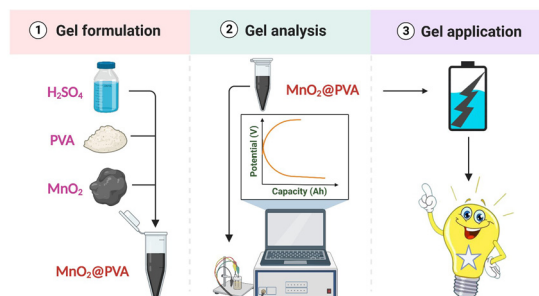 1 Gel formulation
2 Gel analysis
3 Gel application
H₂SO₄
PVA
MnO₂
MnO₂@PVA
MnO₂@PVA
Potential (V)
Capacity (Ah)